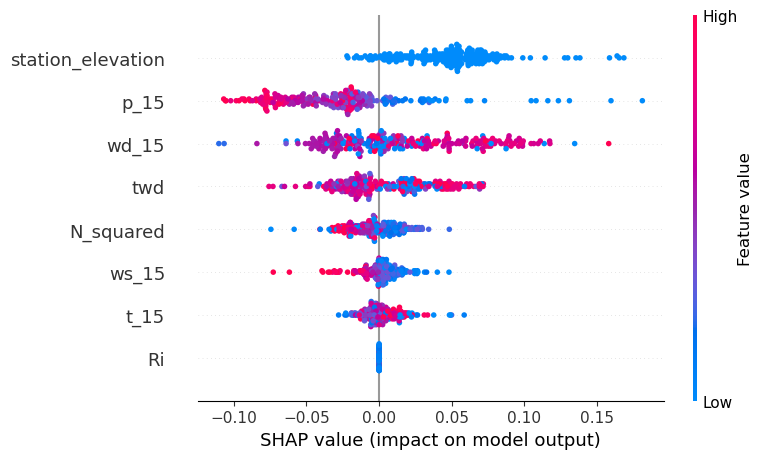 High
station_elevation
p_15
wd_15
twd
N_squared
ws_15
t_15
Ri
Feature value
Low
−0.10 −0.05 0.00 0.05 0.10 0.15
SHAP value (impact on model output)